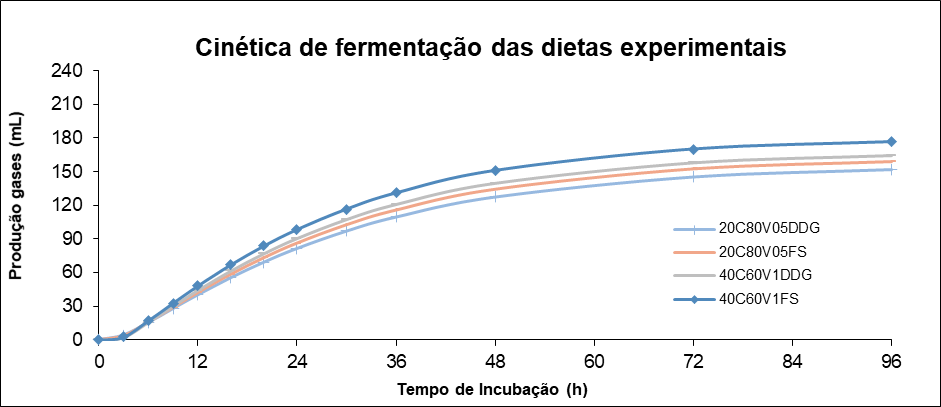 Cinética de fermentação das dietas experimentais
Produção gases (mL)
240
210
180
150
120
90
60
30
0
0 12 24 36 48 60 72 84 96
Tempo de Incubação (h)
20C80V05DDG
20C80V05FS
40C60V1DDG
40C60V1FS